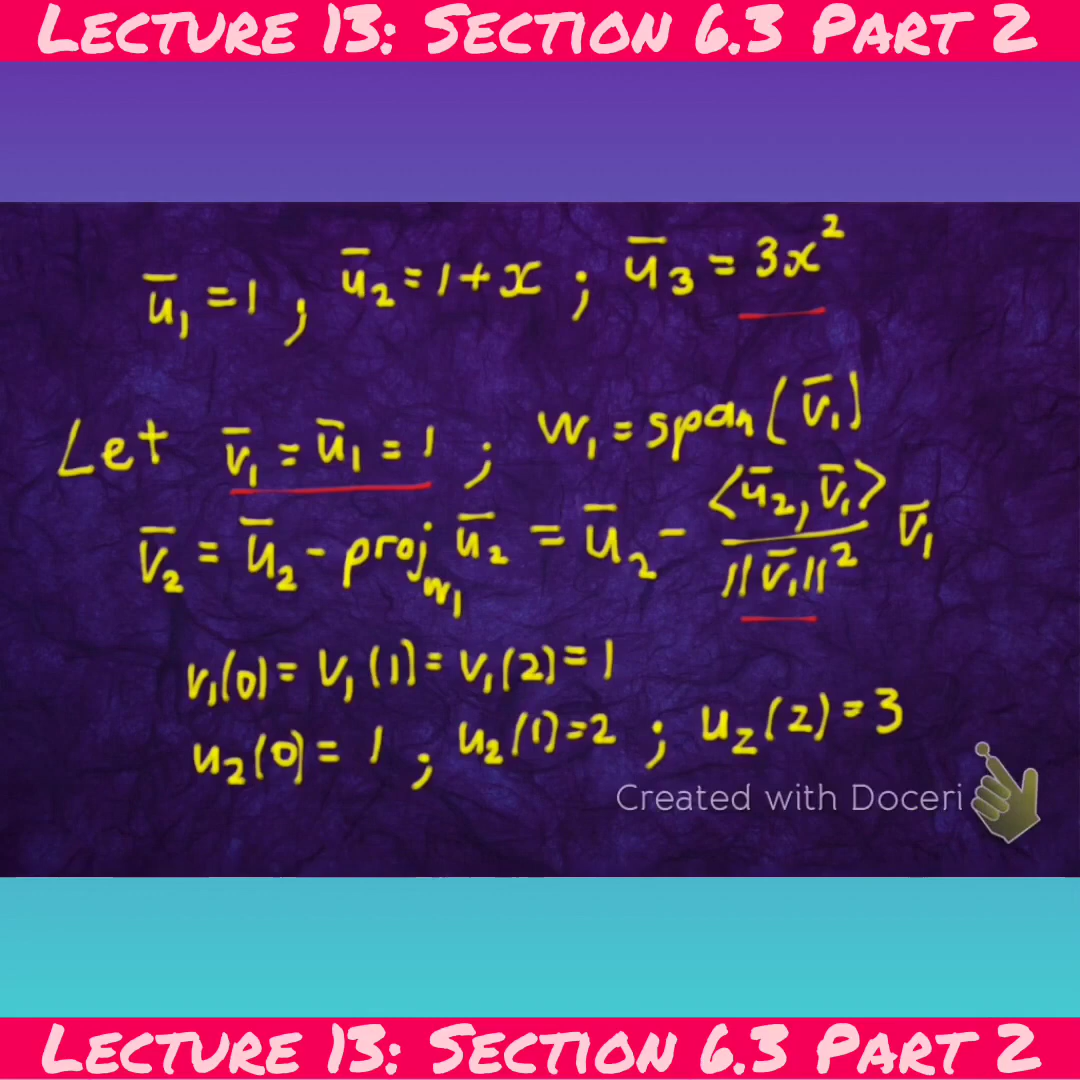 LECTURE 13: SECTION 6.3 PART 2
ū₁ = 1 , ū₂ = 1 + x ; ū₃ = 3x²
Let v̄₁ = ū₁ = 1 ; W₁ = span(v̄₁)
v̄₂ = ū₂ - proj_W₁ ū₂ = ū₂ - <ū₂, v̄₁> / ||v̄₁||² v̄₁
v₁(0) = v₁(1) = v₁(2) = 1
u₂(0) = 1 ; u₂(1) = 2 ; u₂(2) = 3
Created with Doceri
LECTURE 13: SECTION 6.3 PART 2